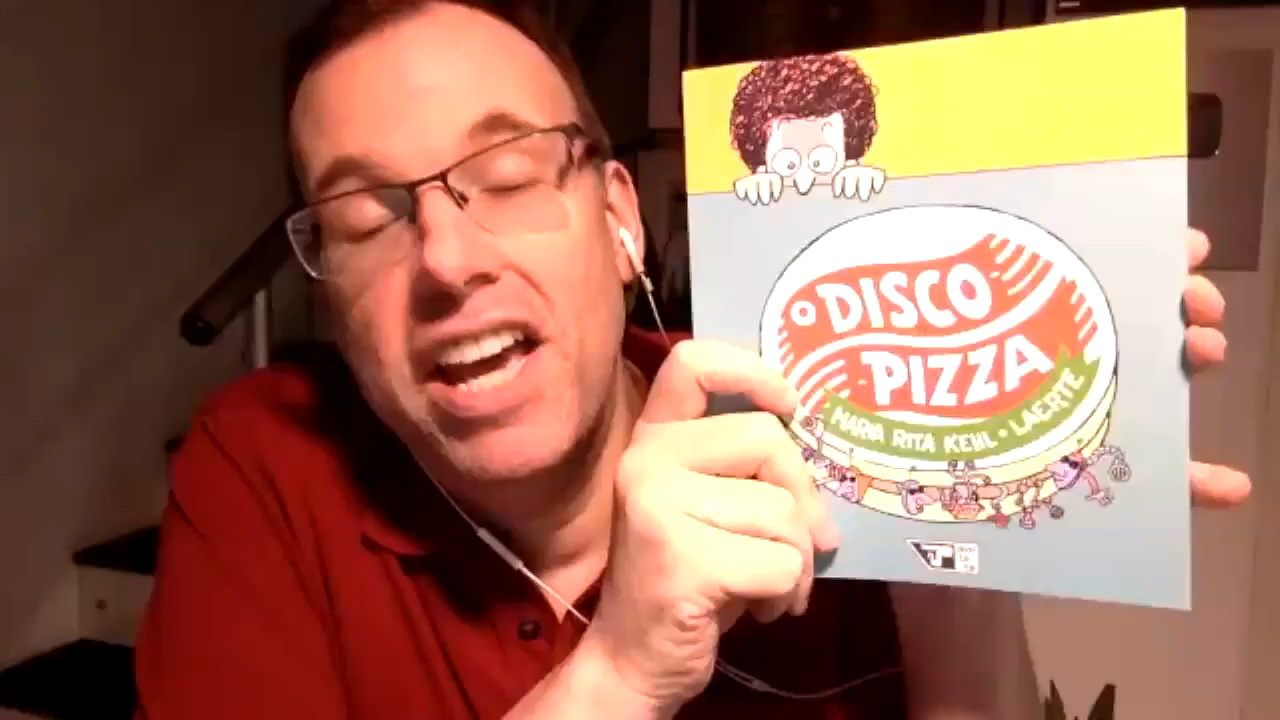 O DISCO
PIZZA
MARIA RITA KEHL • LAERTE